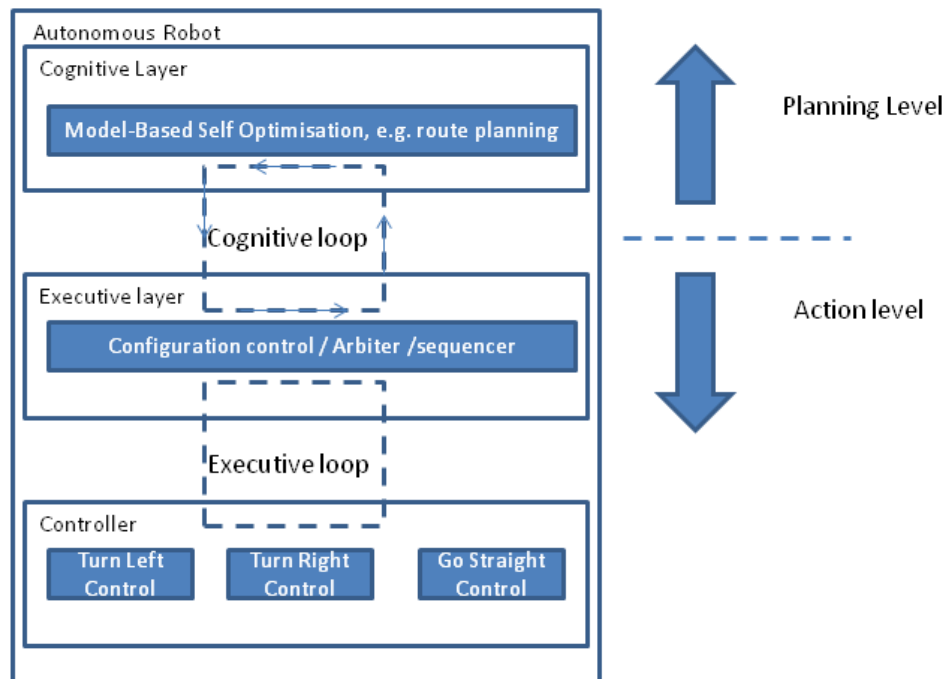 Autonomous Robot
Cognitive Layer
Model-Based Self Optimisation, e.g. route planning
Planning Level
Cognitive loop
Executive layer
Action level
Configuration control / Arbiter /sequencer
Executive loop
Controller
Turn Left
Control
Turn Right
Control
Go Straight
Control